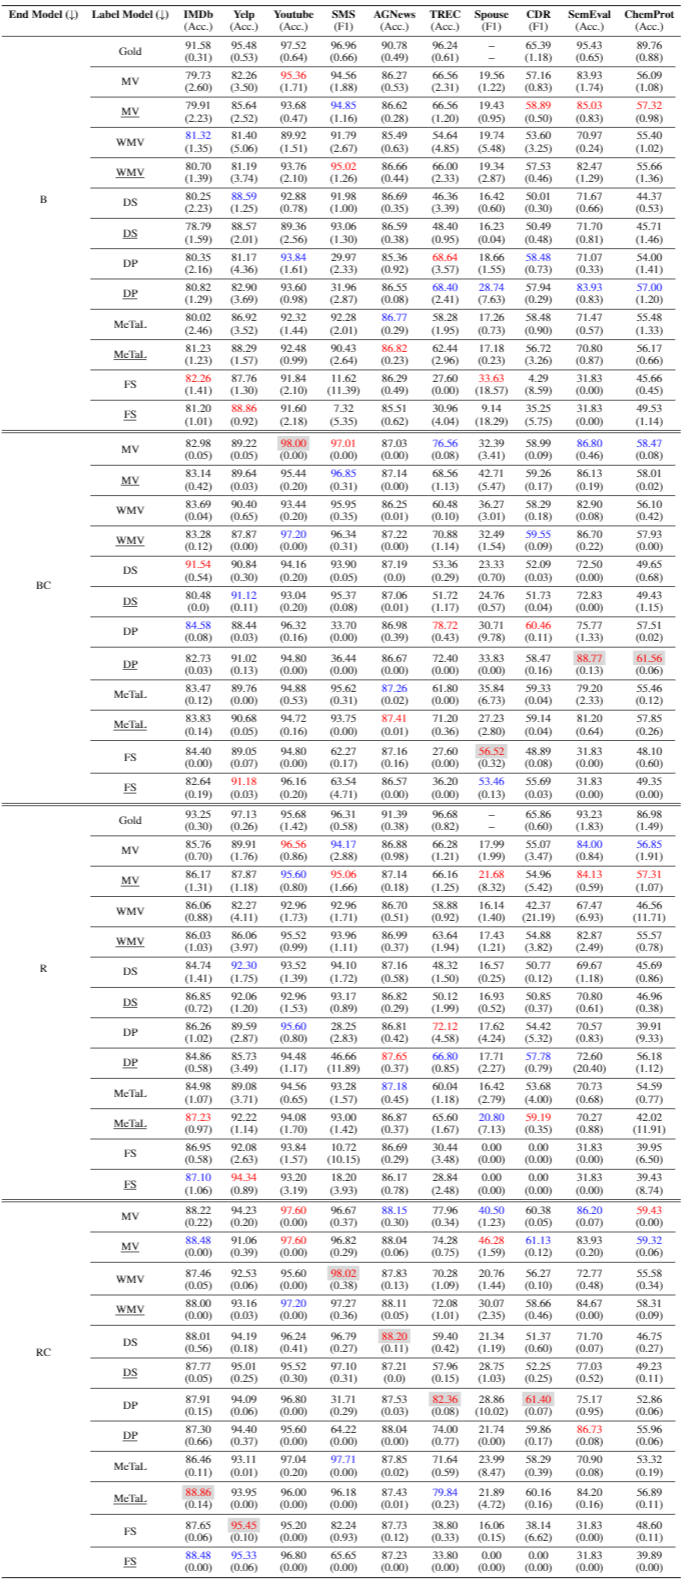 End Model (↓) Label Model (↓) IMDb Yelp Youtube SMS AGNews TREC Spouse CDR SemEval ChemProt
(Acc.) (Acc.) (Acc.) (F1) (Acc.) (Acc.) (F1) (F1) (Acc.) (Acc.)
Gold 91.58 95.48 97.52 96.96 90.78 96.24 – 65.39 95.43 89.76
(0.31) (0.53) (0.64) (0.66) (0.49) (0.61) – (1.18) (0.65) (0.88)
MV 79.73 82.26 95.36 94.56 86.27 66.56 19.56 57.16 83.93 56.09
(2.60) (3.50) (1.71) (1.88) (0.53) (2.31) (1.22) (0.83) (1.74) (1.08)
MV 79.91 85.64 93.68 94.85 86.62 66.56 19.43 58.89 85.03 57.32
(2.23) (2.52) (0.47) (1.16) (0.28) (1.20) (0.95) (0.50) (0.83) (0.98)
WMV 81.32 81.40 89.92 91.79 85.49 54.64 19.74 53.60 70.97 55.40
(1.35) (5.06) (1.51) (2.67) (0.63) (4.85) (5.48) (3.25) (0.24) (1.02)
WMV 80.70 81.19 93.76 95.02 86.66 66.00 19.34 57.53 82.47 55.66
(1.39) (3.74) (2.10) (1.26) (0.44) (2.33) (2.87) (0.46) (1.29) (1.36)
B DS 80.25 88.59 92.88 91.98 86.69 46.36 16.42 50.01 71.67 44.37
(2.23) (1.25) (0.78) (1.00) (0.35) (3.39) (0.60) (0.30) (0.66) (0.53)
DS 78.79 88.57 89.36 93.06 86.59 48.40 16.23 50.49 71.70 45.71
(1.59) (2.01) (2.56) (1.30) (0.38) (0.95) (0.04) (0.48) (0.81) (1.46)
DP 80.35 81.17 93.84 29.97 85.36 68.64 18.66 58.48 71.07 54.00
(2.16) (4.36) (1.61) (2.33) (0.92) (3.57) (1.55) (0.73) (0.33) (1.41)
DP 80.82 82.90 93.60 31.96 86.55 68.40 28.74 57.94 83.93 57.00
(1.29) (3.69) (0.98) (2.87) (0.08) (2.41) (7.63) (0.29) (0.83) (1.20)
MeTaL 80.02 86.92 92.32 92.28 86.77 58.28 17.26 58.48 71.47 55.48
(2.46) (3.52) (1.44) (2.01) (0.29) (1.95) (0.73) (0.90) (0.57) (1.33)
MeTaL 81.23 88.29 92.48 90.43 86.82 62.44 17.18 56.72 70.80 56.17
(1.23) (1.57) (0.99) (2.64) (0.23) (2.96) (0.23) (3.26) (0.87) (0.66)
FS 82.26 87.76 91.84 11.62 86.29 27.60 33.63 4.29 31.83 45.66
(1.41) (1.30) (2.10) (11.39) (0.49) (0.00) (18.57) (8.59) (0.00) (0.45)
FS 81.20 88.86 91.60 7.32 85.51 30.96 9.14 35.25 31.83 49.53
(1.01) (0.92) (2.18) (5.35) (0.62) (4.04) (18.29) (5.75) (0.00) (1.14)
MV 82.98 89.22 98.00 97.01 87.03 76.56 32.39 58.99 86.80 58.47
(0.05) (0.05) (0.00) (0.00) (0.00) (0.08) (3.41) (0.09) (0.46) (0.08)
MV 83.14 89.64 95.44 96.85 87.14 68.56 42.71 59.26 86.13 58.01
(0.42) (0.03) (0.20) (0.31) (0.00) (1.13) (5.47) (0.17) (0.19) (0.02)
WMV 83.69 90.40 93.44 95.95 86.25 60.48 36.27 58.29 82.90 56.10
(0.04) (0.65) (0.20) (0.35) (0.01) (0.10) (3.01) (0.18) (0.08) (0.42)
WMV 83.28 87.87 97.20 96.34 87.22 70.88 32.49 59.55 86.70 57.93
(0.12) (0.00) (0.00) (0.31) (0.00) (1.14) (1.54) (0.09) (0.22) (0.00)
DS 91.54 90.84 94.16 93.90 87.19 53.36 23.33 52.09 72.50 49.65
(0.54) (0.30) (0.20) (0.05) (0.0) (0.29) (0.70) (0.03) (0.00) (0.68)
BC DS 80.48 91.12 93.04 95.37 87.06 51.72 24.76 51.73 72.83 49.43
(0.0) (0.11) (0.20) (0.08) (0.01) (1.17) (0.57) (0.04) (0.00) (1.15)
DP 84.58 88.44 96.32 33.70 86.98 78.72 30.71 60.46 75.77 57.51
(0.08) (0.03) (0.16) (0.00) (0.39) (0.43) (9.78) (0.11) (1.33) (0.02)
DP 82.73 91.02 94.80 36.44 86.67 72.40 33.83 58.47 88.77 61.56
(0.03) (0.13) (0.00) (0.00) (0.00) (0.00) (0.00) (0.16) (0.13) (0.06)
MeTaL 83.47 89.76 94.88 95.62 87.26 61.80 35.84 59.33 79.20 55.46
(0.12) (0.00) (0.53) (0.31) (0.02) (0.00) (6.73) (0.04) (2.33) (0.12)
MeTaL 83.83 90.68 94.72 93.75 87.41 71.20 27.23 59.14 81.20 57.85
(0.14) (0.05) (0.16) (0.00) (0.01) (0.36) (2.80) (0.04) (0.64) (0.26)
FS 84.40 89.05 94.80 62.27 87.16 27.60 56.52 48.89 31.83 48.10
(0.00) (0.07) (0.00) (0.17) (0.16) (0.00) (0.32) (0.08) (0.00) (0.60)
FS 82.64 91.18 96.16 63.54 86.57 36.20 53.46 55.69 31.83 49.35
(0.19) (0.03) (0.20) (4.71) (0.00) (0.00) (0.13) (0.03) (0.00) (0.00)
Gold 93.25 97.13 95.68 96.31 91.39 96.68 – 65.86 93.23 86.98
(0.30) (0.26) (1.42) (0.58) (0.38) (0.82) – (0.60) (1.83) (1.49)
MV 85.76 89.91 96.56 94.17 86.88 66.28 17.99 55.07 84.00 56.85
(0.70) (1.76) (0.86) (2.88) (0.98) (1.21) (1.99) (3.47) (0.84) (1.91)
MV 86.17 87.87 95.60 95.06 87.14 66.16 21.68 54.96 84.13 57.31
(1.31) (1.18) (0.80) (1.66) (0.18) (1.25) (8.32) (5.42) (0.59) (1.07)
WMV 86.06 82.27 92.96 92.96 86.70 58.88 16.14 42.37 67.47 46.56
(0.88) (4.11) (1.73) (1.71) (0.51) (0.92) (1.40) (21.19) (6.93) (11.71)
WMV 86.03 86.06 95.52 93.96 86.99 63.64 17.43 54.88 82.87 55.57
(1.03) (3.97) (0.99) (1.11) (0.37) (1.94) (1.21) (3.82) (2.49) (0.78)
R DS 84.74 92.30 93.52 94.10 87.16 48.32 16.57 50.77 69.67 45.69
(1.41) (1.75) (1.39) (1.72) (0.58) (1.50) (0.25) (0.12) (1.18) (0.86)
DS 86.85 92.06 92.96 93.17 86.82 50.12 16.93 50.85 70.80 46.96
(0.72) (1.20) (1.53) (0.89) (0.29) (1.99) (0.52) (0.37) (0.61) (0.38)
DP 86.26 89.59 95.60 28.25 86.81 72.12 17.62 54.42 70.57 39.91
(1.02) (2.87) (0.80) (2.83) (0.42) (4.58) (4.24) (5.32) (0.83) (9.33)
DP 84.86 85.73 94.48 46.66 87.65 66.80 17.71 57.78 72.60 56.18
(0.58) (3.49) (1.17) (11.89) (0.37) (0.85) (2.27) (0.79) (20.40) (1.12)
MeTaL 84.98 89.08 94.56 93.28 87.18 60.04 16.42 53.68 70.73 54.59
(1.07) (3.71) (0.65) (1.57) (0.45) (1.18) (2.79) (4.00) (0.68) (0.77)
MeTaL 87.23 92.22 94.08 93.00 86.87 65.60 20.80 59.19 70.27 42.02
(0.97) (1.14) (1.70) (1.42) (0.37) (1.67) (7.13) (0.35) (0.88) (11.91)
FS 86.95 92.08 93.84 10.72 86.69 30.44 0.00 0.00 31.83 39.95
(0.58) (2.63) (1.57) (10.15) (0.29) (3.48) (0.00) (0.00) (0.00) (6.50)
FS 87.10 94.34 93.20 18.20 86.17 28.84 0.00 0.00 31.83 39.43
(1.06) (0.89) (3.19) (3.93) (0.78) (2.48) (0.00) (0.00) (0.00) (8.74)
MV 88.22 94.23 97.60 96.67 88.15 77.96 40.50 60.38 86.20 59.43
(0.22) (0.20) (0.00) (0.37) (0.30) (0.34) (1.23) (0.05) (0.07) (0.00)
MV 88.48 91.06 97.60 96.82 88.04 74.28 46.28 61.13 83.93 59.32
(0.00) (0.39) (0.00) (0.29) (0.06) (0.75) (1.59) (0.12) (0.20) (0.06)
WMV 87.46 92.53 95.60 98.02 87.83 70.28 20.76 56.27 72.77 55.58
(0.05) (0.06) (0.00) (0.38) (0.13) (1.09) (1.44) (0.10) (0.48) (0.34)
WMV 88.00 93.16 97.20 97.27 88.11 72.08 30.07 58.66 84.67 58.31
(0.00) (0.03) (0.00) (0.36) (0.05) (1.01) (2.35) (0.46) (0.00) (0.09)
RC DS 88.01 94.19 96.24 96.79 88.20 59.40 21.34 51.37 71.70 46.75
(0.56) (0.18) (0.41) (0.27) (0.11) (0.42) (1.19) (0.60) (0.07) (0.27)
DS 87.77 95.01 95.52 97.10 87.21 57.96 28.75 52.25 77.03 49.23
(0.05) (0.25) (0.30) (0.31) (0.0) (0.15) (1.03) (0.25) (0.52) (0.11)
DP 87.91 94.09 96.80 31.71 87.53 82.36 28.86 61.40 75.17 52.86
(0.15) (0.06) (0.00) (0.29) (0.03) (0.08) (10.02) (0.07) (0.95) (0.06)
DP 87.30 94.40 95.60 64.22 88.04 74.00 21.74 59.86 86.73 55.96
(0.66) (0.37) (0.00) (0.00) (0.00) (0.77) (0.00) (0.17) (0.08) (0.06)
MeTaL 86.46 93.11 97.04 97.71 87.85 71.64 23.99 58.29 70.90 53.32
(0.11) (0.01) (0.20) (0.00) (0.02) (0.59) (8.47) (0.39) (0.08) (0.19)
MeTaL 88.86 93.95 96.00 96.18 87.43 79.84 21.89 60.16 84.20 56.89
(0.14) (0.00) (0.00) (0.00) (0.01) (0.23) (4.72) (0.16) (0.16) (0.11)
FS 87.65 95.45 95.20 82.24 87.73 38.80 16.06 38.14 31.83 48.60
(0.06) (0.10) (0.00) (0.93) (0.12) (0.33) (0.15) (6.62) (0.00) (0.11)
FS 88.48 95.33 96.80 65.65 87.23 33.80 0.00 0.00 31.83 39.89
(0.00) (0.06) (0.00) (0.00) (0.00) (0.00) (0.00) (0.00) (0.00) (0.00)